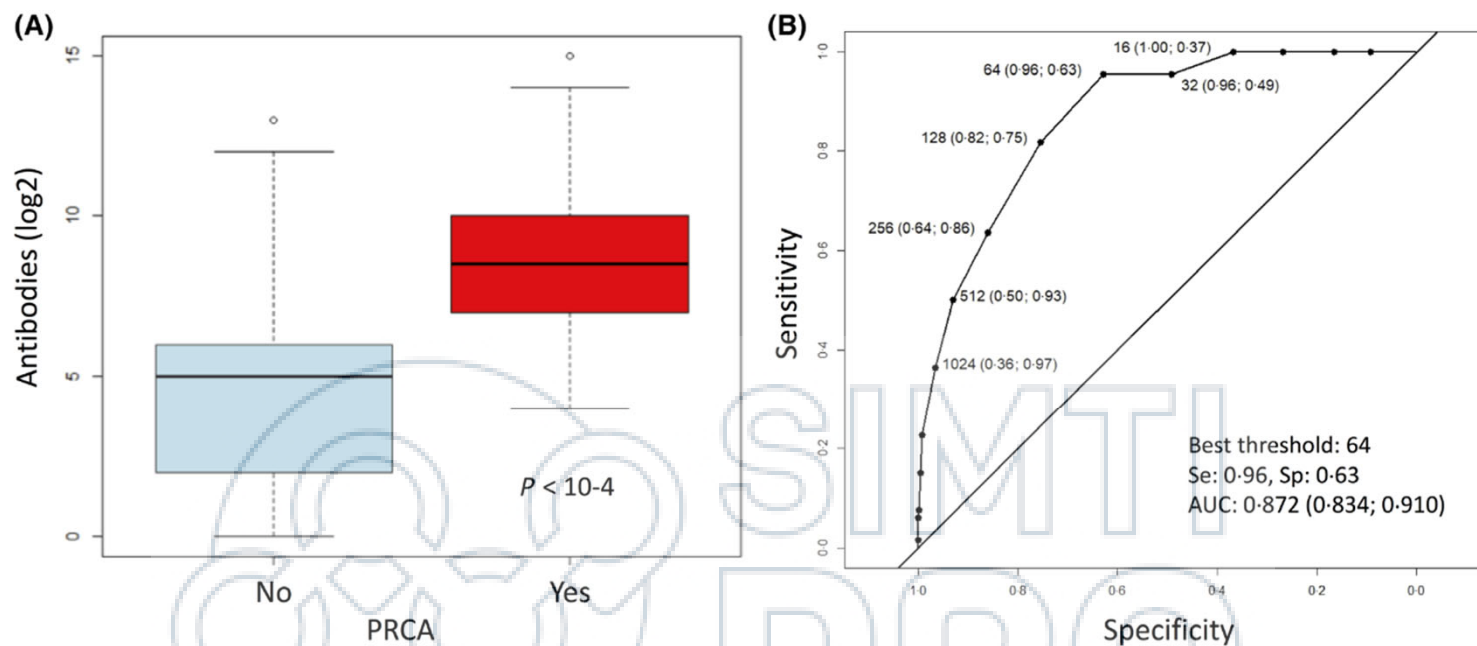 (A)
15
10
5
0
Antibodies (log2)
P < 10-4
No Yes
PRCA
(B)
1·0
0·8
0·6
0·4
0·2
0·0
Sensitivity
16 (1·00; 0·37)
64 (0·96; 0·63)
32 (0·96; 0·49)
128 (0·82; 0·75)
256 (0·64; 0·86)
512 (0·50; 0·93)
1024 (0·36; 0·97)
Best threshold: 64
Se: 0·96, Sp: 0·63
AUC: 0·872 (0·834; 0·910)
1·0 0·8 0·6 0·4 0·2 0·0
Specificity
SIMTI